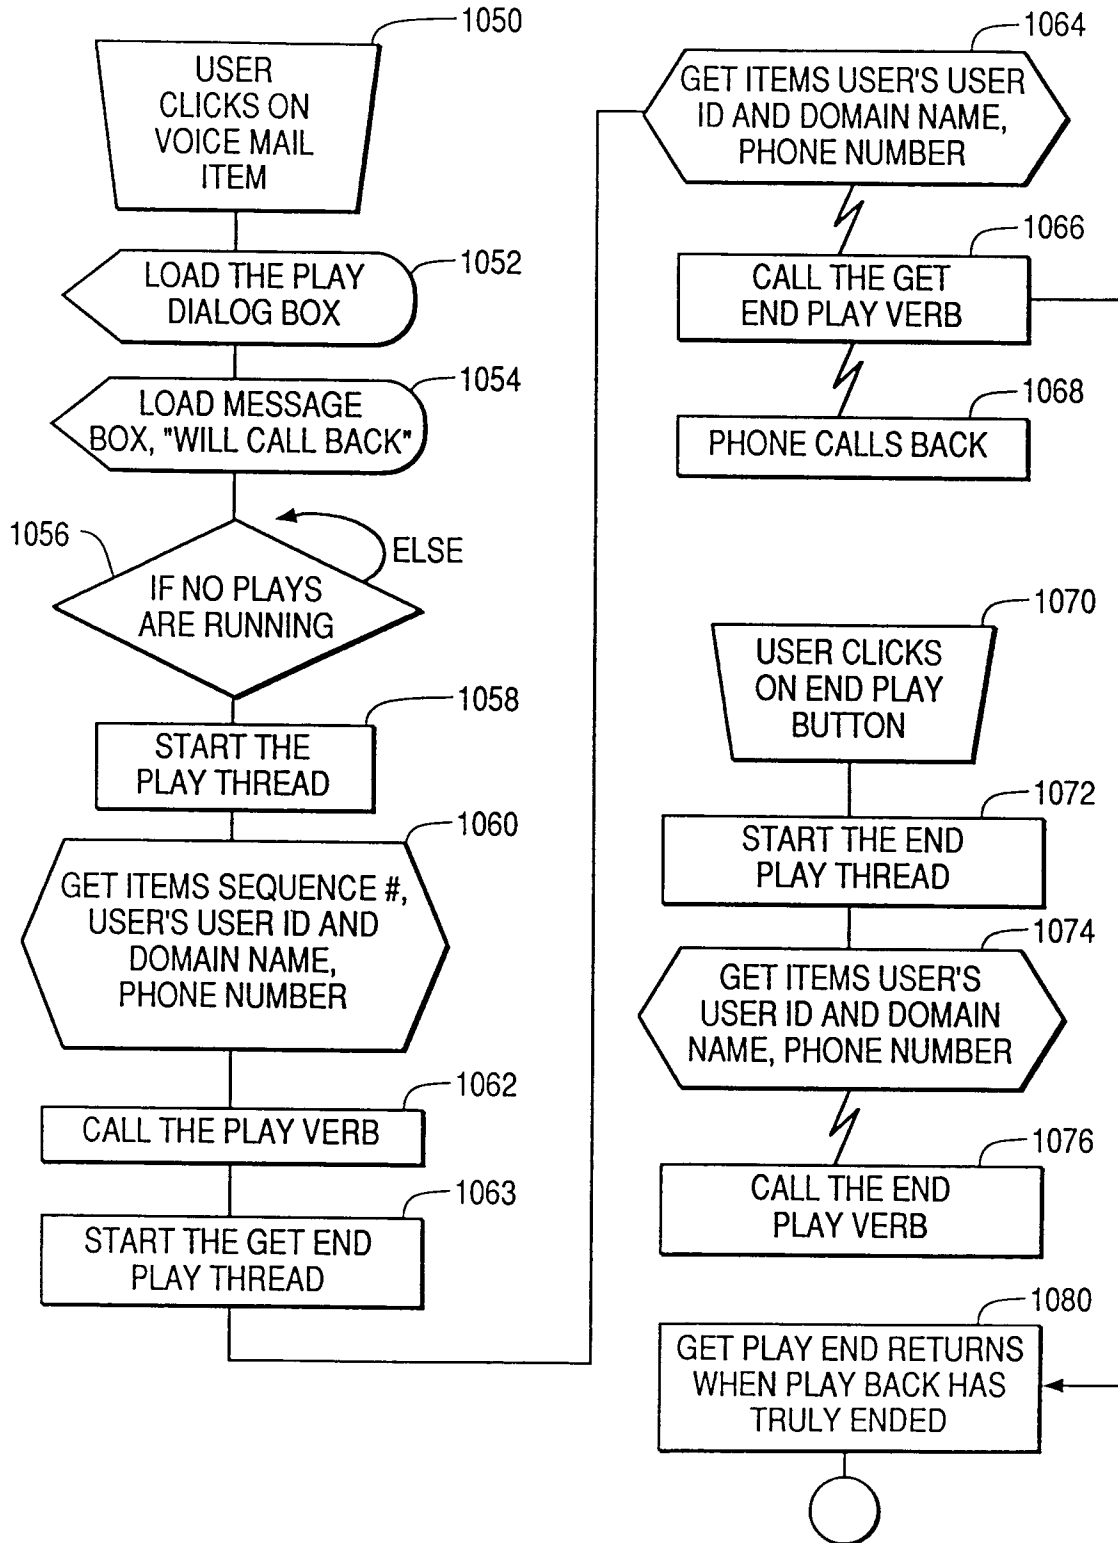 1050
USER
CLICKS ON
VOICE MAIL
ITEM
1052
LOAD THE PLAY
DIALOG BOX
1054
LOAD MESSAGE
BOX, "WILL CALL BACK"
1056
ELSE
IF NO PLAYS
ARE RUNNING
1058
START THE
PLAY THREAD
1060
GET ITEMS SEQUENCE #,
USER'S USER ID AND
DOMAIN NAME,
PHONE NUMBER
1062
CALL THE PLAY VERB
1063
START THE GET END
PLAY THREAD
1064
GET ITEMS USER'S USER
ID AND DOMAIN NAME,
PHONE NUMBER
1066
CALL THE GET
END PLAY VERB
1068
PHONE CALLS BACK
1070
USER CLICKS
ON END PLAY
BUTTON
1072
START THE END
PLAY THREAD
1074
GET ITEMS USER'S
USER ID AND DOMAIN
NAME, PHONE NUMBER
1076
CALL THE END
PLAY VERB
1080
GET PLAY END RETURNS
WHEN PLAY BACK HAS
TRULY ENDED